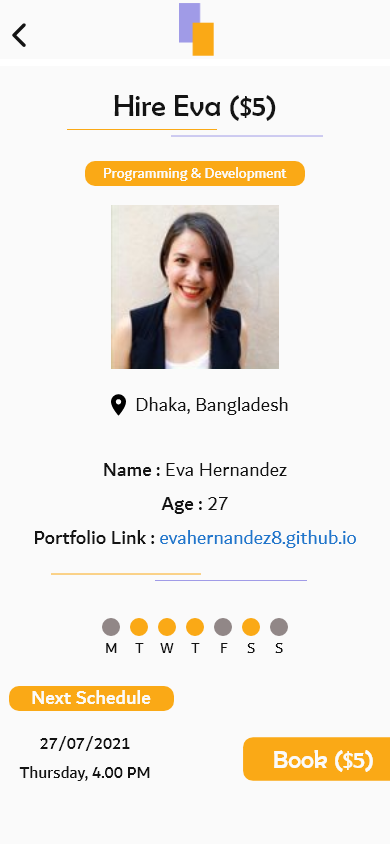 Hire Eva ($5)
Programming & Development
Dhaka, Bangladesh
Name : Eva Hernandez
Age : 27
Portfolio Link : evahernandez8.github.io
M T W T F S S
Next Schedule
27/07/2021
Thursday, 4.00 PM
Book ($5)